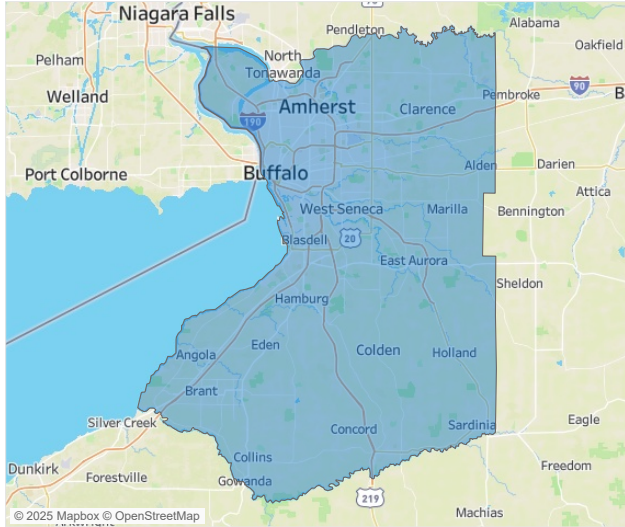 Niagara Falls
Pendleton
Alabama
North
Tonawanda
Oakfield
Pelham
Welland
Amherst
Clarence
Pembroke
90
B
190
Port Colborne
Buffalo
Alden
Darien
Attica
West Seneca
Marilla
Bennington
Blasdell
20
East Aurora
Sheldon
Hamburg
Eden
Colden
Holland
Angola
Brant
Silver Creek
Concord
Sardinia
Eagle
Collins
Dunkirk
Forestville
Gowanda
Freedom
219
Machias
© 2025 Mapbox © OpenStreetMap